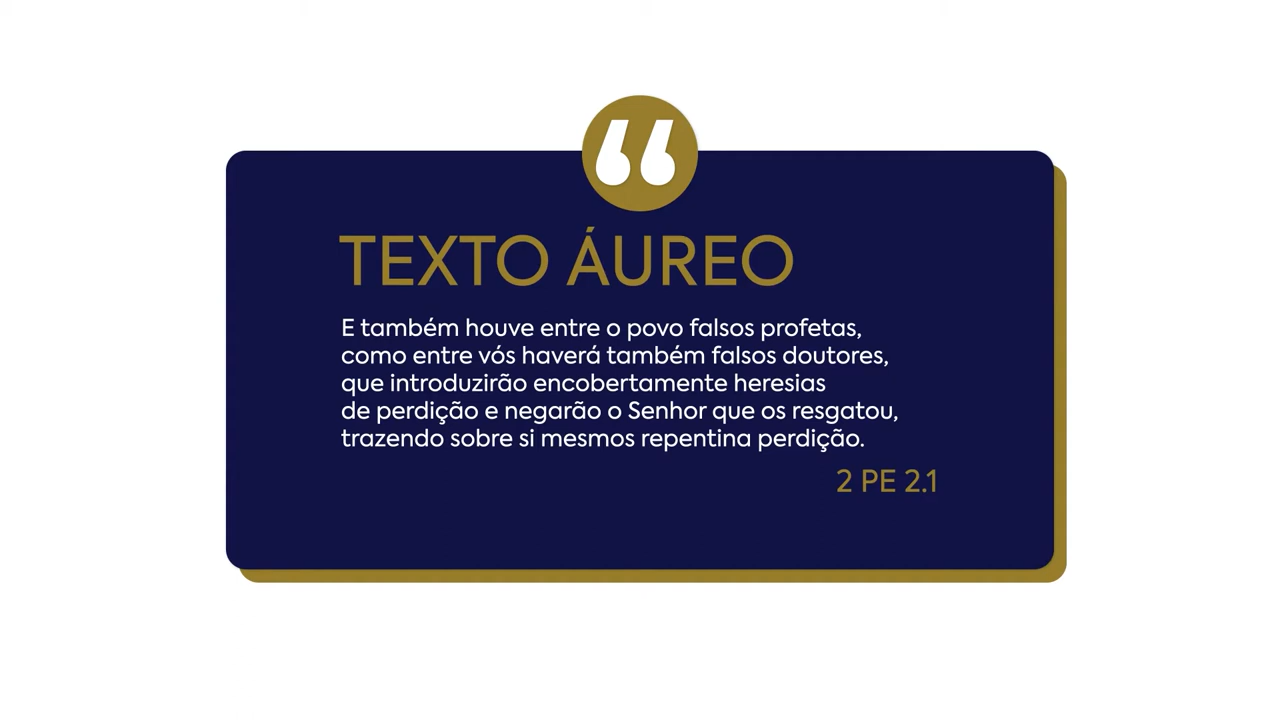 TEXTO ÁUREO
E também houve entre o povo falsos profetas,
como entre vós haverá também falsos doutores,
que introduzirão encobertamente heresias
de perdição e negarão o Senhor que os resgatou,
trazendo sobre si mesmos repentina perdição.
2 PE 2.1